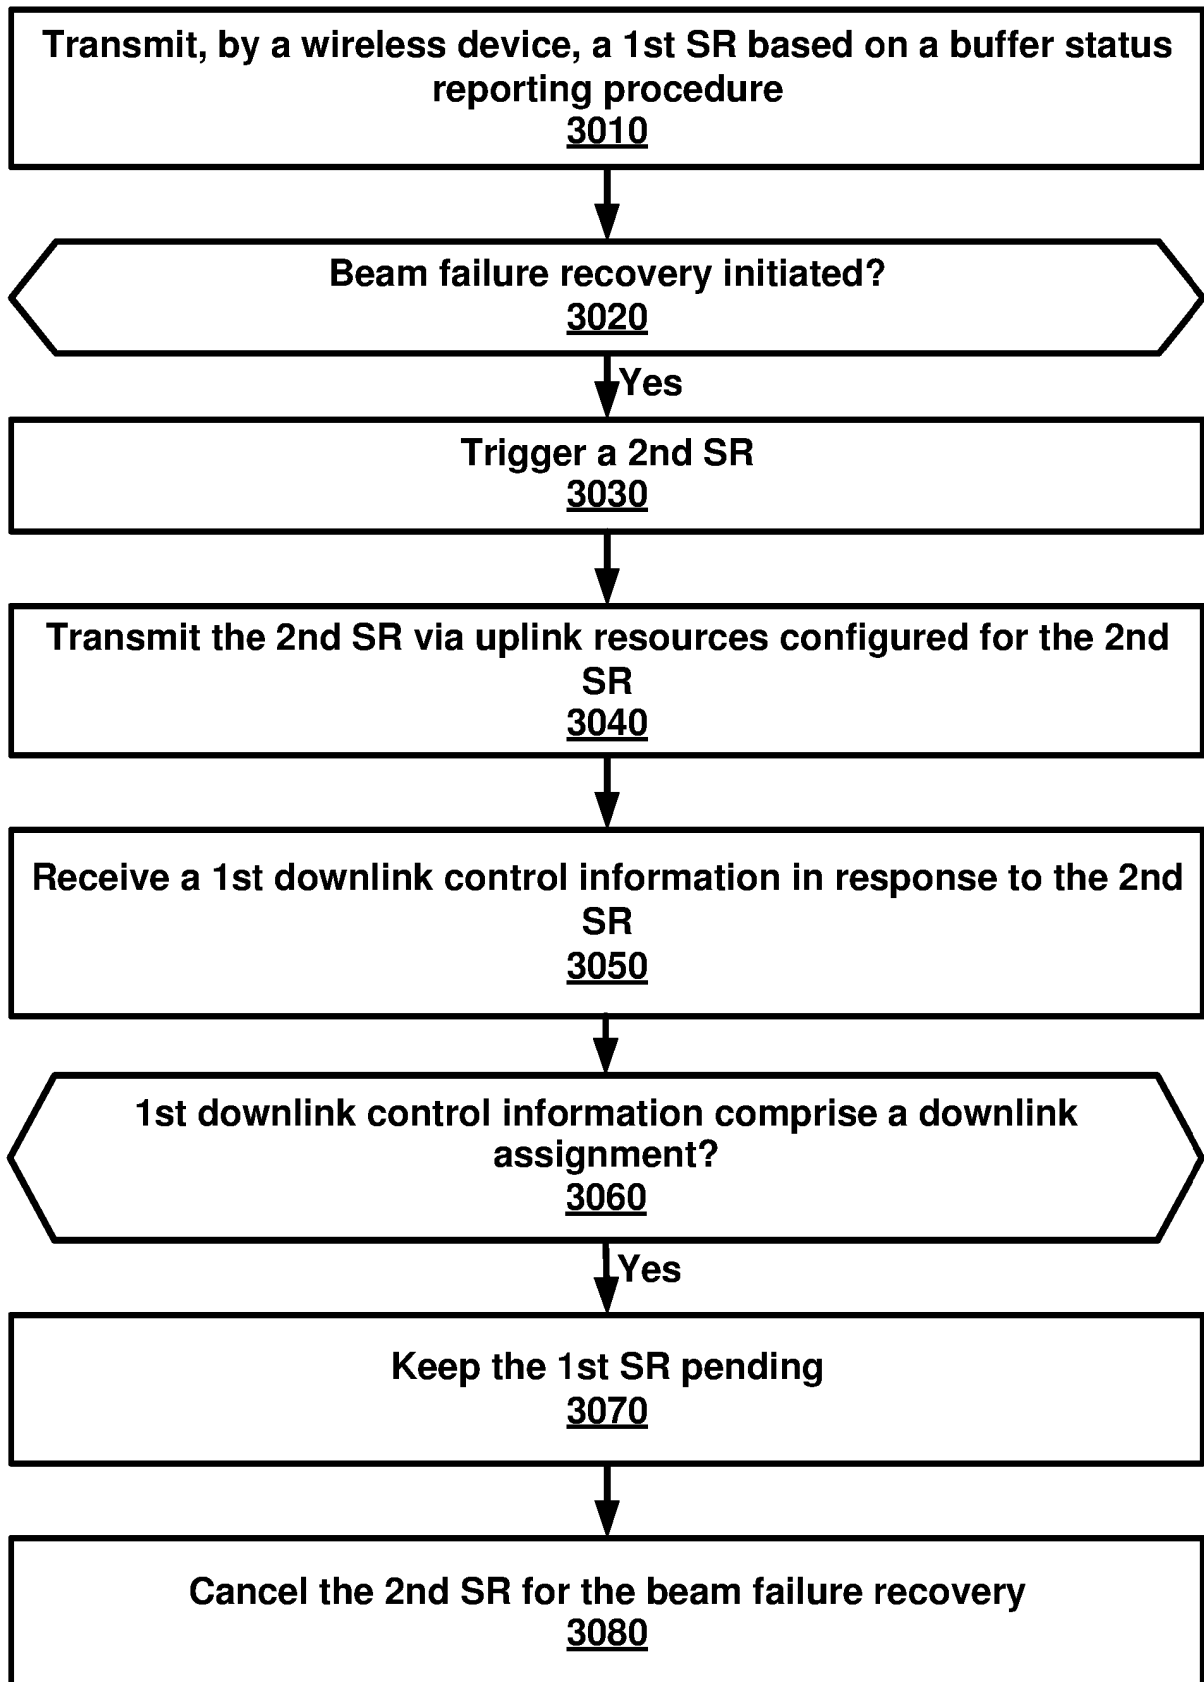 Transmit, by a wireless device, a 1st SR based on a buffer status
reporting procedure
3010
Beam failure recovery initiated?
3020
Yes
Trigger a 2nd SR
3030
Transmit the 2nd SR via uplink resources configured for the 2nd
SR
3040
Receive a 1st downlink control information in response to the 2nd
SR
3050
1st downlink control information comprise a downlink
assignment?
3060
Yes
Keep the 1st SR pending
3070
Cancel the 2nd SR for the beam failure recovery
3080